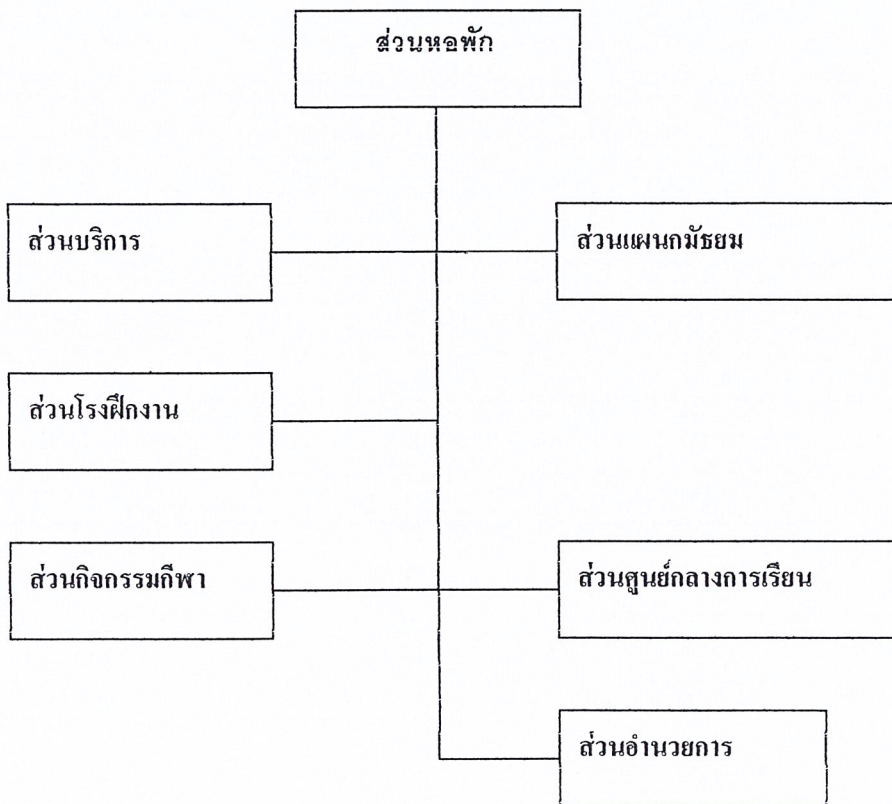 ส่วนหอพัก
ส่วนบริการ
ส่วนแผนกมัธยม
ส่วนโรงฝึกงาน
ส่วนกิจกรรมกีฬา
ส่วนศูนย์กลางการเรียน
ส่วนอำนวยการ